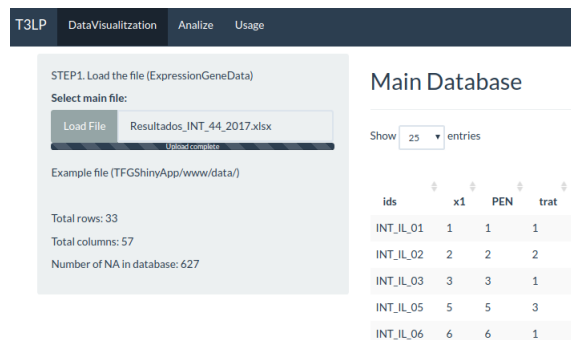 T3LP DataVisualitzation Analize Usage
STEP1. Load the file (ExpressionGeneData)
Select main file:
Load File Resultados_INT_44_2017.xlsx
Upload complete
Example file (TFGShinyApp/www/data/)
Total rows: 33
Total columns: 57
Number of NA in database: 627
Main Database
Show 25 entries
ids x1 PEN trat
INT_IL_01 1 1 1
INT_IL_02 2 2 2
INT_IL_03 3 3 1
INT_IL_05 5 5 3
INT_IL_06 6 6 1